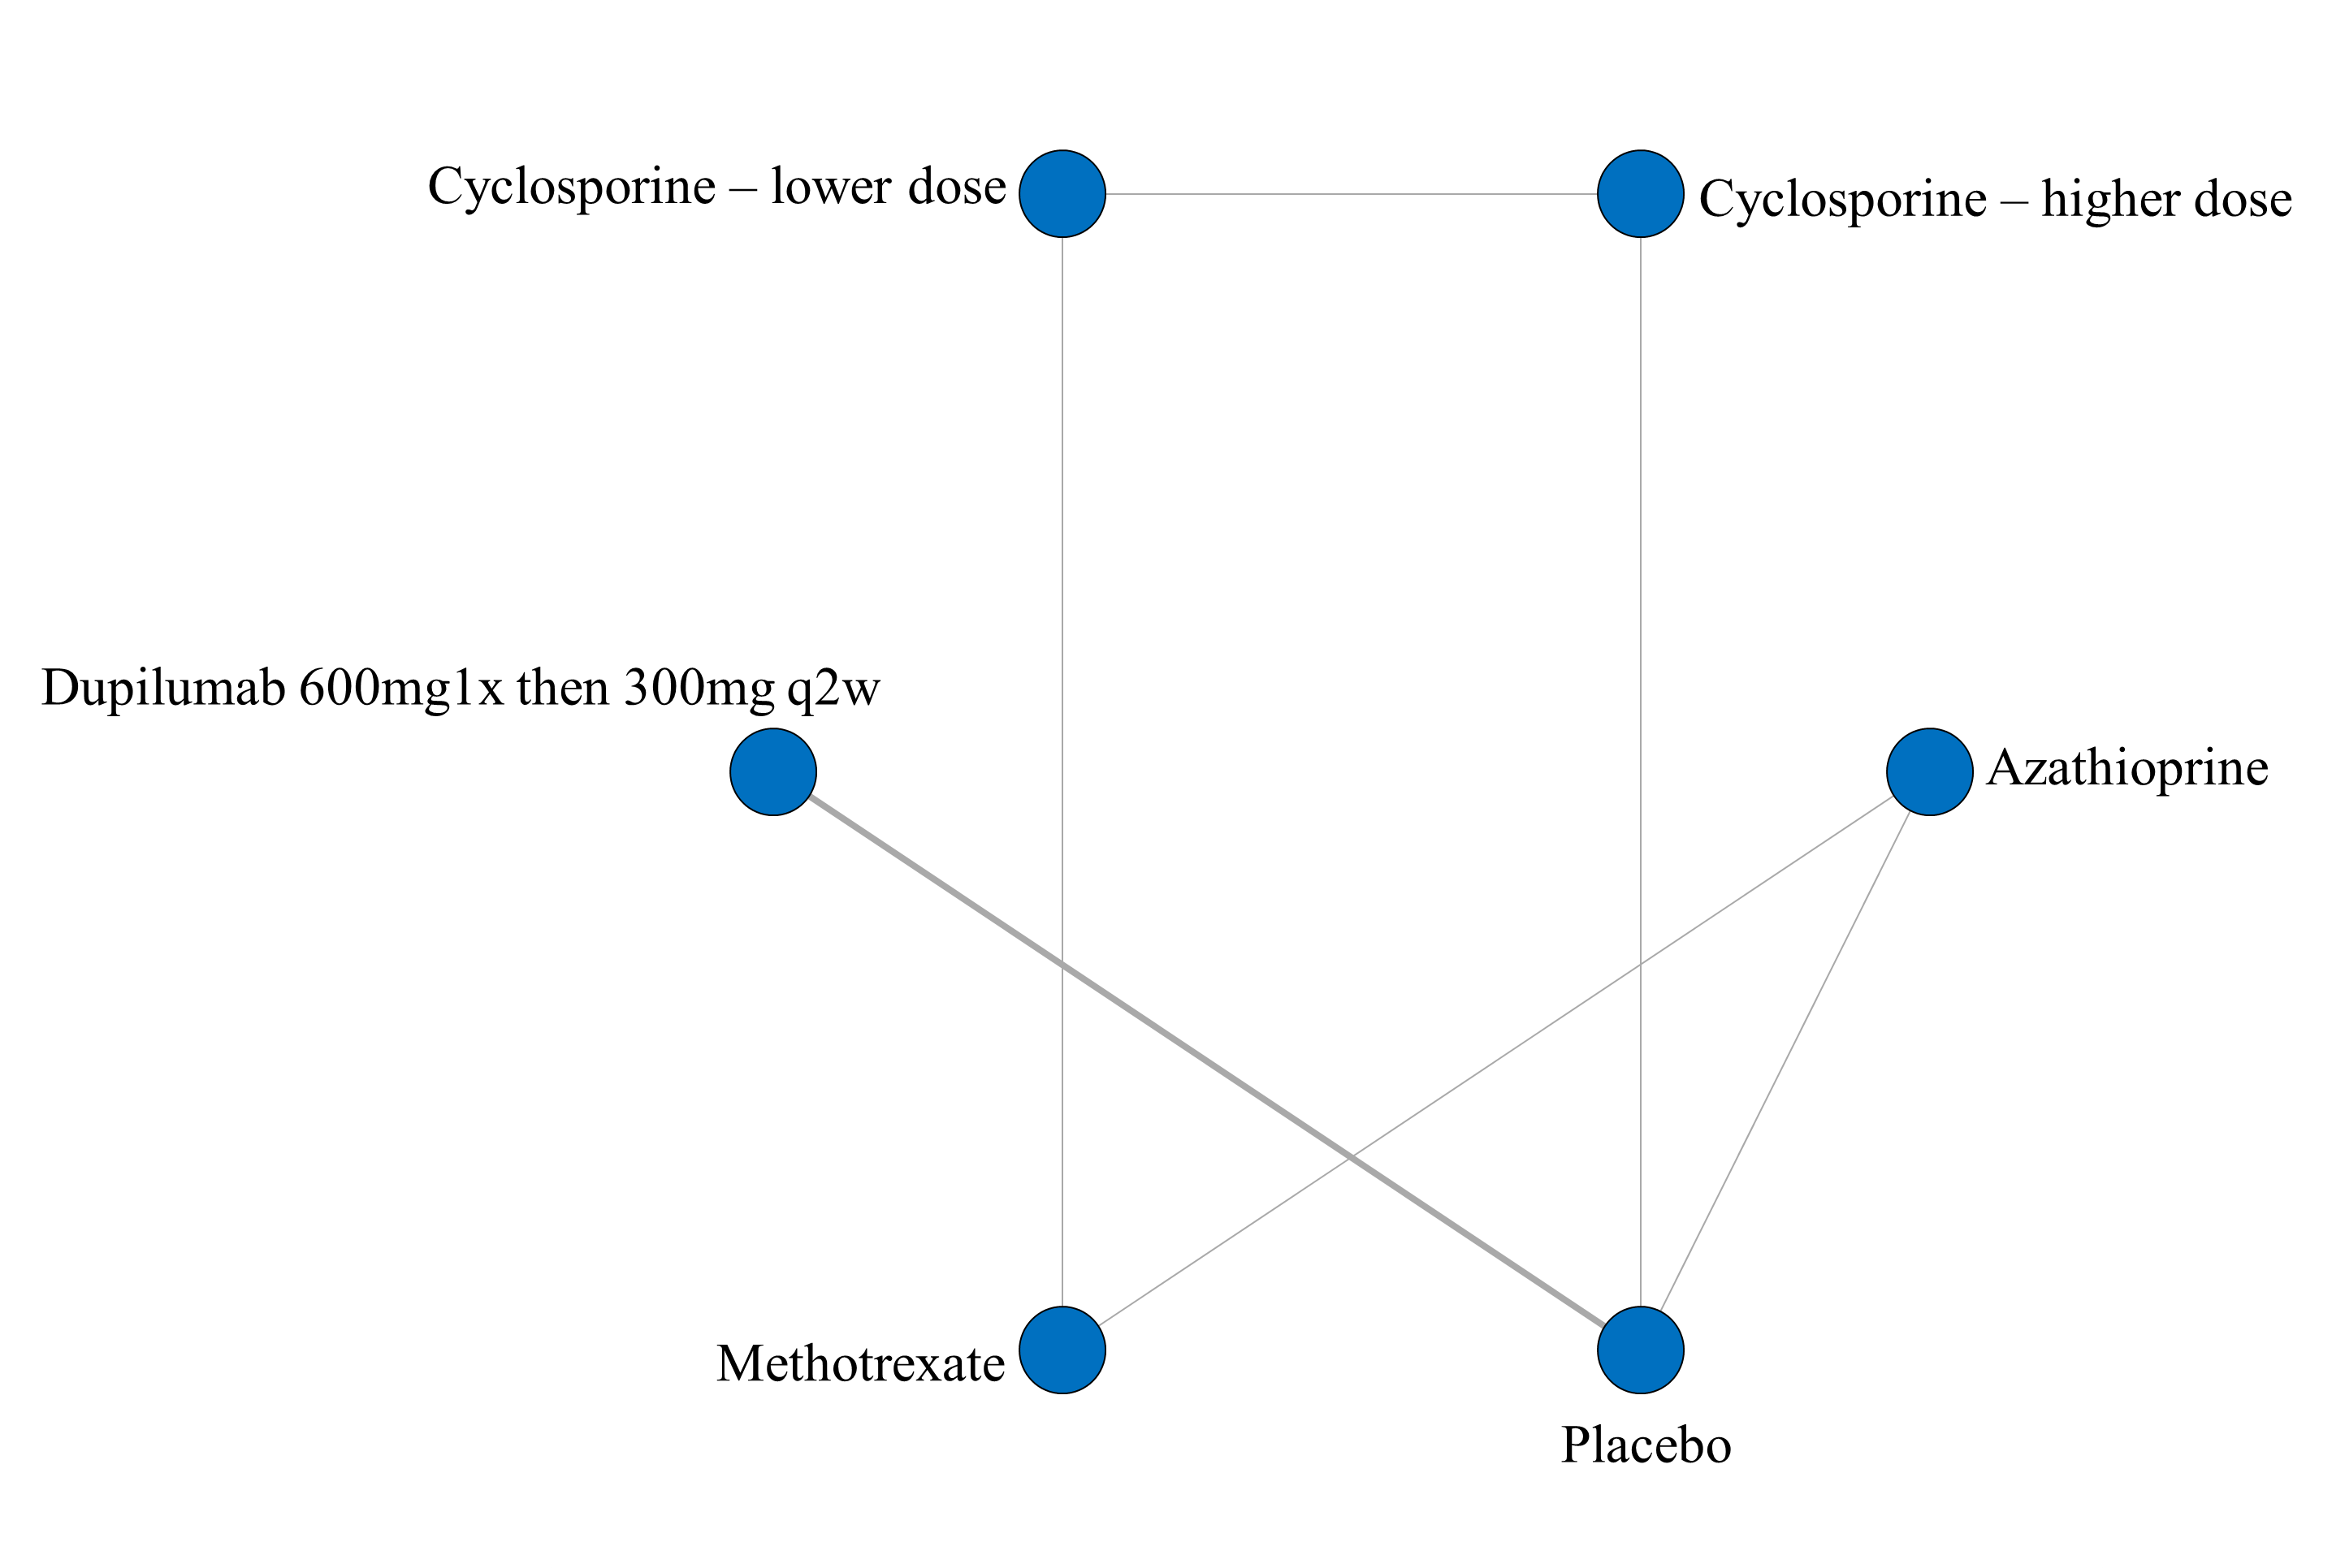 Cyclosporine – lower dose
Cyclosporine – higher dose
Dupilumab 600mg1x then 300mg q2w
Azathioprine
Methotrexate
Placebo